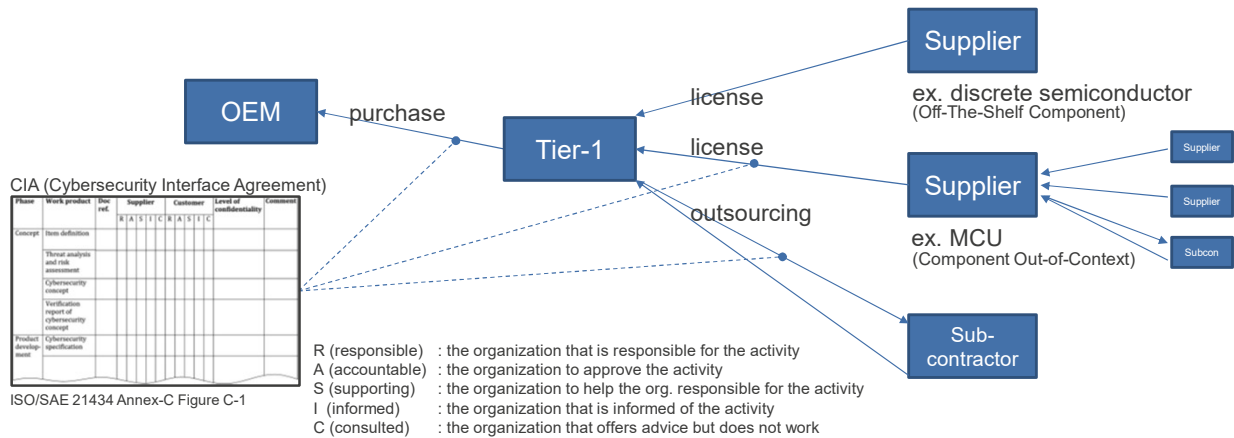 Supplier
ex. discrete semiconductor
(Off-The-Shelf Component)
license
OEM
purchase
Tier-1
license
Supplier
ex. MCU
(Component Out-of-Context)
Supplier
Supplier
Subcon
outsourcing
Sub-
contractor
CIA (Cybersecurity Interface Agreement)
Phase Work product Doc ref. Supplier Customer Level of confidentiality Comment
R A S I C R A S I C
Concept Item definition
Threat analysis
and risk
assessment
Cybersecurity
concept
Verification
report of
cybersecurity
concept
Product
develop-
ment
Cybersecurity
specification
ISO/SAE 21434 Annex-C Figure C-1
R (responsible) : the organization that is responsible for the activity
A (accountable) : the organization to approve the activity
S (supporting) : the organization to help the org. responsible for the activity
I (informed) : the organization that is informed of the activity
C (consulted) : the organization that offers advice but does not work